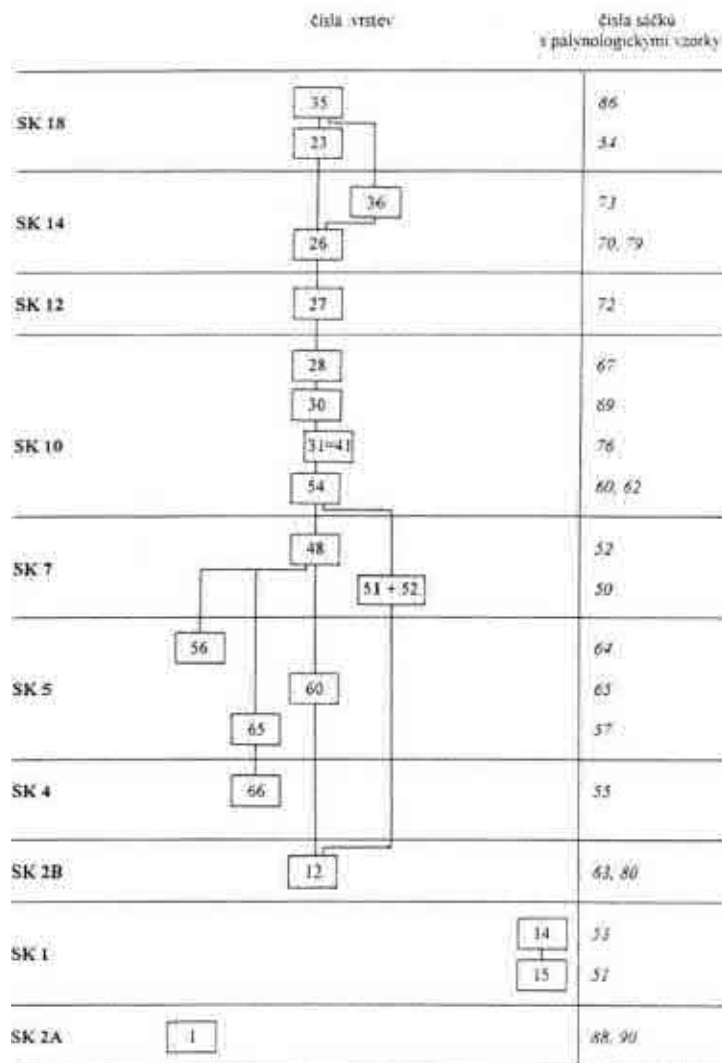 čísla vrstev
čísla sáčků
s palynologickými vzorky
35 86
SK 18
23 54
36 73
SK 14
26 70, 79
SK 12 27 72
28 67
30 69
SK 10 31=41 76
54 60, 62
48 52
SK 7
51 + 52 50
56 64
SK 5 60 65
65 57
SK 4 66 55
SK 2B 12 63, 80
14 53
SK 1
15 51
SK 2A 1 88, 90